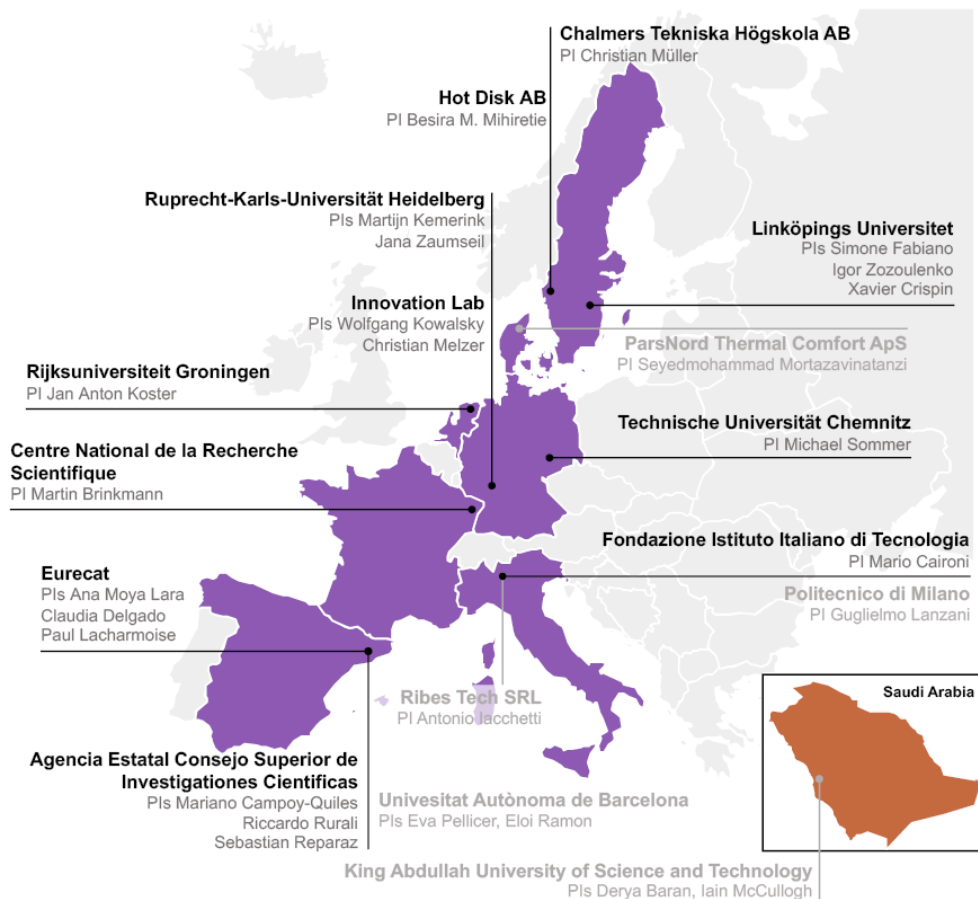 Chalmers Tekniska Högskola AB
PI Christian Müller
Hot Disk AB
PI Besira M. Mihiretie
Ruprecht-Karls-Universität Heidelberg
PIs Martijn Kemerink
Jana Zaumseil
Linköpings Universitet
PIs Simone Fabiano
Igor Zozoulenko
Xavier Crispin
Innovation Lab
PIs Wolfgang Kowalsky
Christian Melzer
ParsNord Thermal Comfort ApS
PI Seyedmohammad Mortazavinatanzi
Rijksuniversiteit Groningen
PI Jan Anton Koster
Technische Universität Chemnitz
PI Michael Sommer
Centre National de la Recherche
Scientifique
PI Martin Brinkmann
Fondazione Istituto Italiano di Tecnologia
PI Mario Caironi
Eurecat
PIs Ana Moya Lara
Claudia Delgado
Paul Lacharmoise
Politecnico di Milano
PI Guglielmo Lanzani
Ribes Tech SRL
PI Antonio Iacchetti
Saudi Arabia
Agencia Estatal Consejo Superior de
Investigationes Cientificas
PIs Mariano Campoy-Quiles
Riccardo Rurali
Sebastian Reparaz
Univesitat Autònoma de Barcelona
PIs Eva Pellicer, Eloi Ramon
King Abdullah University of Science and Technology
PIs Derya Baran, Iain McCullogh